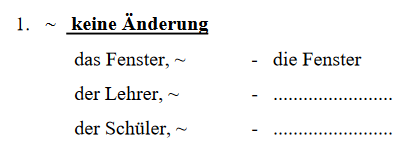 1. ~ keine Änderung
das Fenster, ~ - die Fenster
der Lehrer, ~ - .........................
der Schüler, ~ - .........................